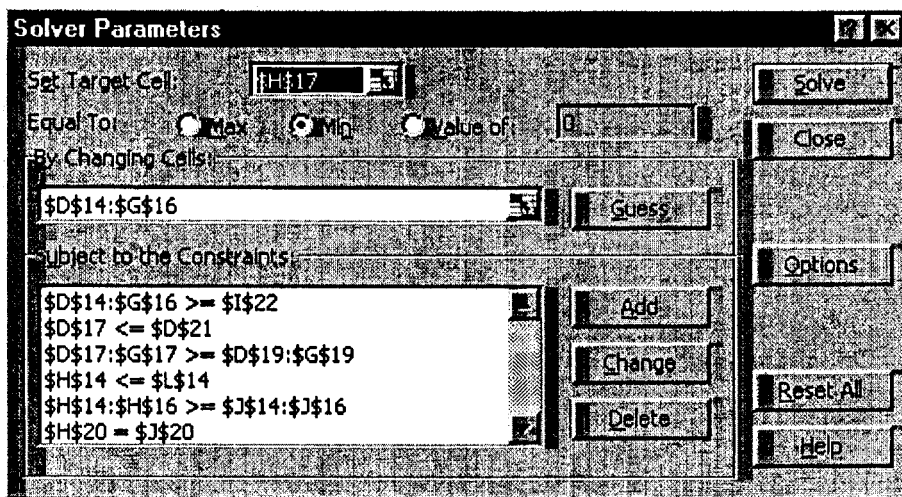 Solver Parameters
Set Target Cell: $H$17 Solve
Equal To: Max Min Value of: 0 Close
By Changing Cells:
$D$14:$G$16 Guess
Subject to the Constraints: Options
$D$14:$G$16 >= $I$22 Add
$D$17 <= $D$21
$D$17:$G$17 >= $D$19:$G$19 Change
$H$14 <= $L$14 Reset All
$H$14:$H$16 >= $J$14:$J$16 Delete
$H$20 = $J$20 Help